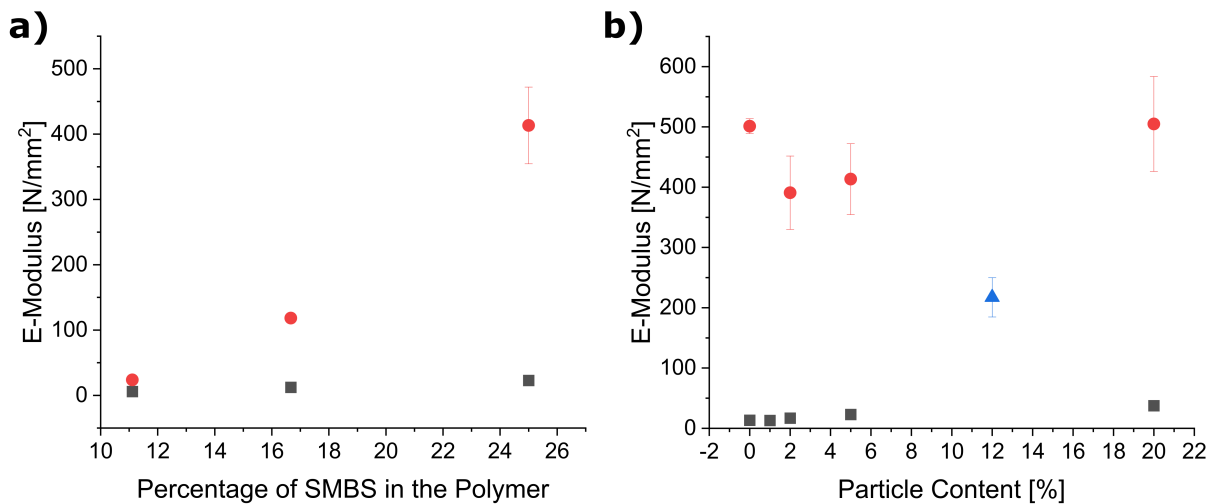 a)
E-Modulus [N/mm²]
500
400
300
200
100
0
10 12 14 16 18 20 22 24 26
Percentage of SMBS in the Polymer
b)
E-Modulus [N/mm²]
600
500
400
300
200
100
0
-2 0 2 4 6 8 10 12 14 16 18 20 22
Particle Content [%]